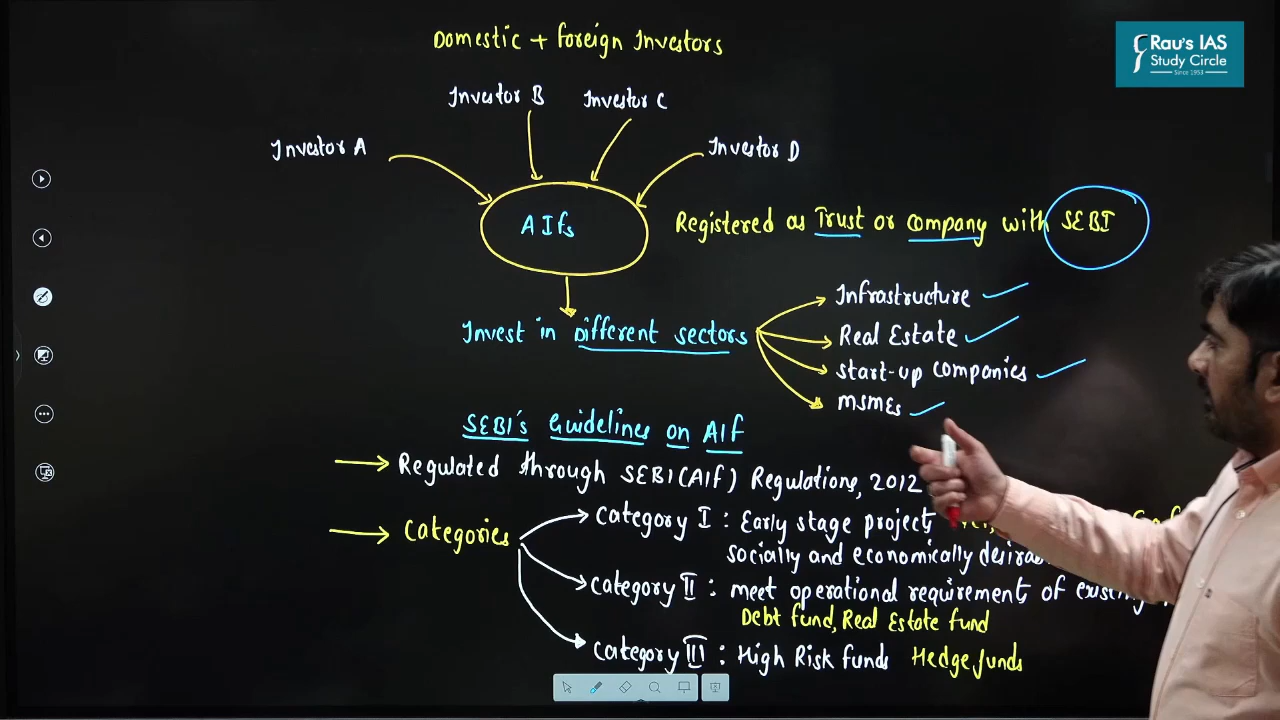 Domestic + foreign Investors
Rau's IAS
Study Circle
Since 1953
Investor B
Investor C
Investor A
Investor D
AIfs
Registered as Trust or company with SEBI
Infrastructure
Invest in Different sectors
Real Estate
start-up companies
MSMEs
SEBI's Guidelines on AIf
Regulated through SEBI(AIf) Regulations, 2012
Categories
Category I : Early stage project,
socially and economically
Category II : meet operational requirement of
Debt fund, Real Estate fund
Category III : High Risk funds Hedge funds